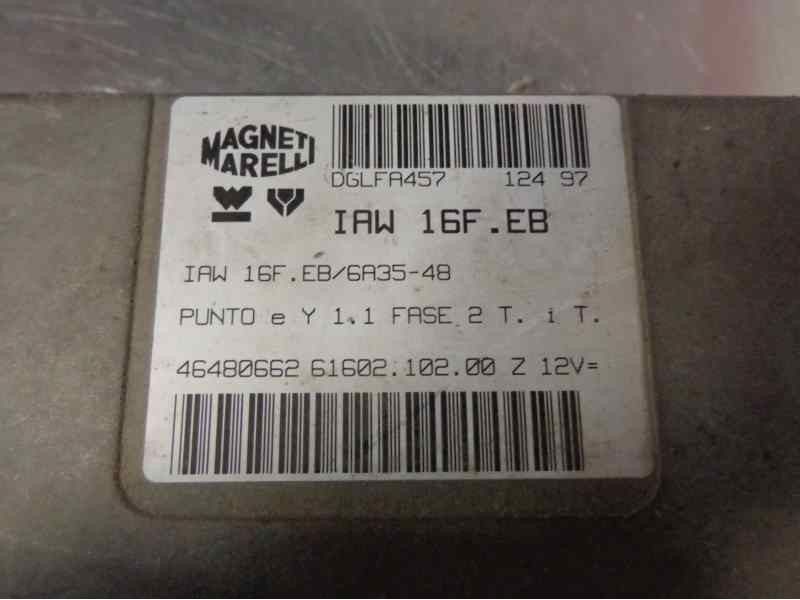 MAGNETI
MARELLI
DGLFA457 124 97
IAW 16F.EB
IAW 16F.EB/6A35-48
PUNTO e Y 1.1 FASE 2 T. i T.
46480662 61602.102.00 Z 12V=